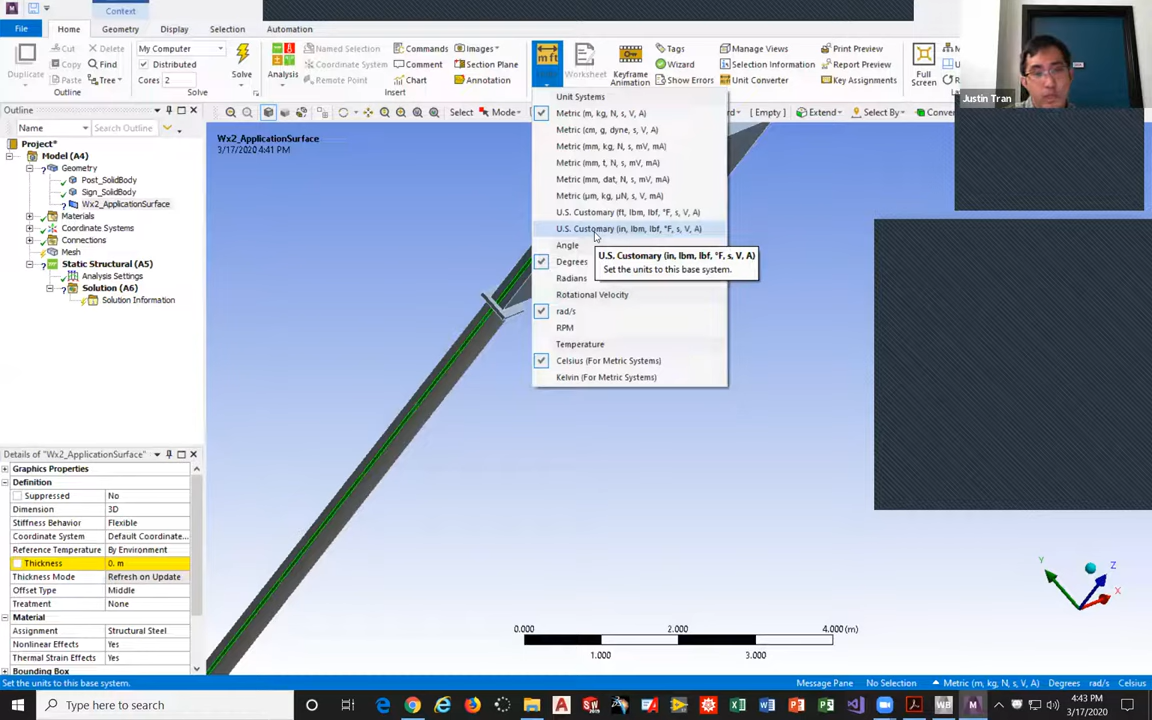 Context
File
Home
Geometry
Display
Selection
Automation
Duplicate
Cut
Copy
Paste
Delete
Find
Tree
Outline
My Computer
Distributed
Cores 2
Solve
Solve
Analysis
Named Selection
Coordinate System
Remote Point
Commands
Comment
Chart
Images
Section Plane
Annotation
Worksheet
Keyframe
Animation
Tags
Wizard
Show Errors
Manage Views
Selection Information
Unit Converter
Print Preview
Report Preview
Key Assignments
Full
Screen
Justin Tran
Outline
Name
Search Outline
Select
Mode
[ Empty ]
Extend
Select By
Conver
Project*
Model (A4)
Geometry
Post_SolidBody
Sign_SolidBody
Wx2_ApplicationSurface
Materials
Coordinate Systems
Connections
Mesh
Static Structural (A5)
Analysis Settings
Solution (A6)
Solution Information
Wx2_ApplicationSurface
3/17/2020 4:41 PM
Unit Systems
Metric (m, kg, N, s, V, A)
Metric (cm, g, dyne, s, V, A)
Metric (mm, kg, N, s, mV, mA)
Metric (mm, t, N, s, mV, mA)
Metric (mm, dat, N, s, mV, mA)
Metric (µm, kg, µN, s, V, mA)
U.S. Customary (ft, lbm, lbf, °F, s, V, A)
U.S. Customary (in, lbm, lbf, °F, s, V, A)
Angle
Degrees
Radians
Rotational Velocity
rad/s
RPM
Temperature
Celsius (For Metric Systems)
Kelvin (For Metric Systems)
U.S. Customary (in, lbm, lbf, °F, s, V, A)
Set the units to this base system.
Details of "Wx2_ApplicationSurface"
Graphics Properties
Definition
Suppressed No
Dimension 3D
Stiffness Behavior Flexible
Coordinate System Default Coordinate...
Reference Temperature By Environment
Thickness 0. m
Thickness Mode Refresh on Update
Offset Type Middle
Treatment None
Material
Assignment Structural Steel
Nonlinear Effects Yes
Thermal Strain Effects Yes
Bounding Box
0.000 2.000 4.000 (m)
1.000 3.000
Y Z X
Set the units to this base system.
Message Pane
No Selection
Metric (m, kg, N, s, V, A)
Degrees
rad/s
Celsius
Type here to search
4:43 PM
3/17/2020